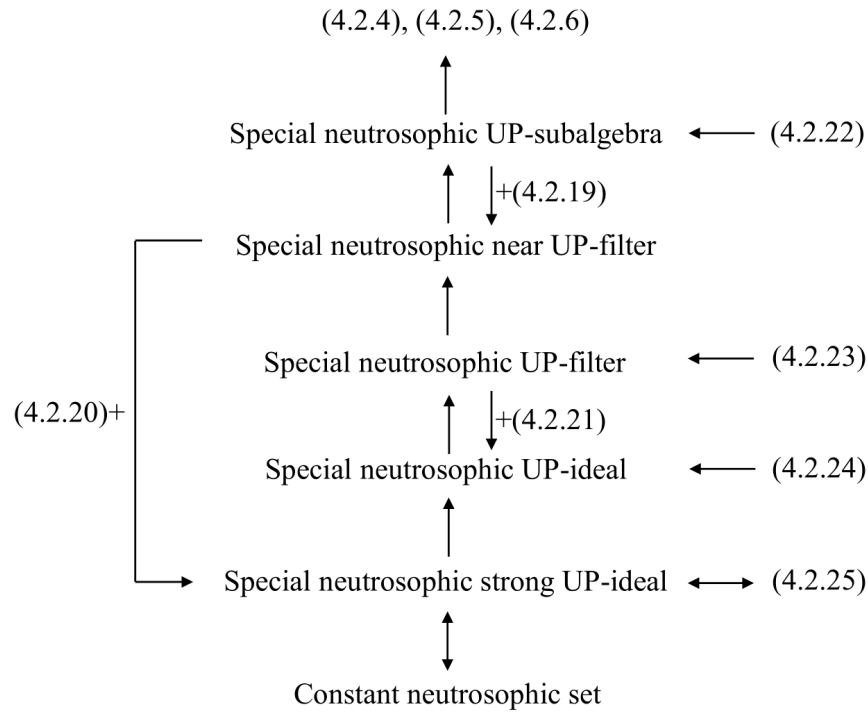 (4.2.4), (4.2.5), (4.2.6)
Special neutrosophic UP-subalgebra
(4.2.22)
+(4.2.19)
Special neutrosophic near UP-filter
Special neutrosophic UP-filter
(4.2.23)
(4.2.20)+
+(4.2.21)
Special neutrosophic UP-ideal
(4.2.24)
Special neutrosophic strong UP-ideal
(4.2.25)
Constant neutrosophic set